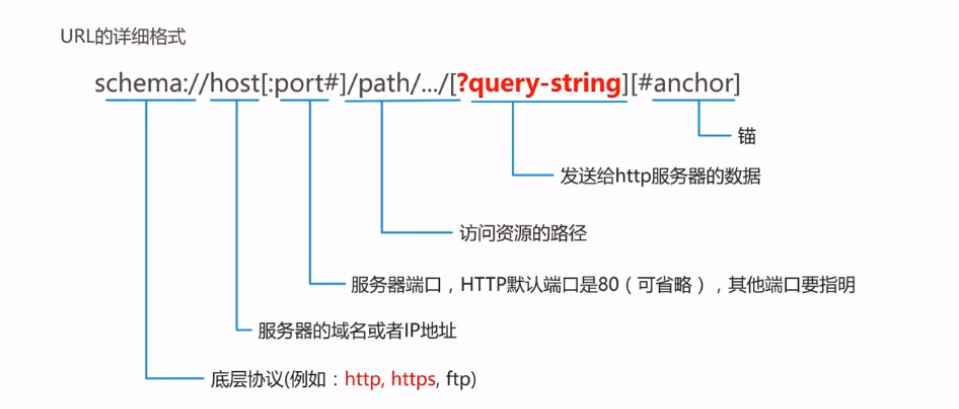 URL的详细格式
schema://host[:port#]/path/.../[?query-string][#anchor]
锚
发送给http服务器的数据
访问资源的路径
服务器端口，HTTP默认端口是80（可省略），其他端口要指明
服务器的域名或者IP地址
底层协议(例如：http, https, ftp)